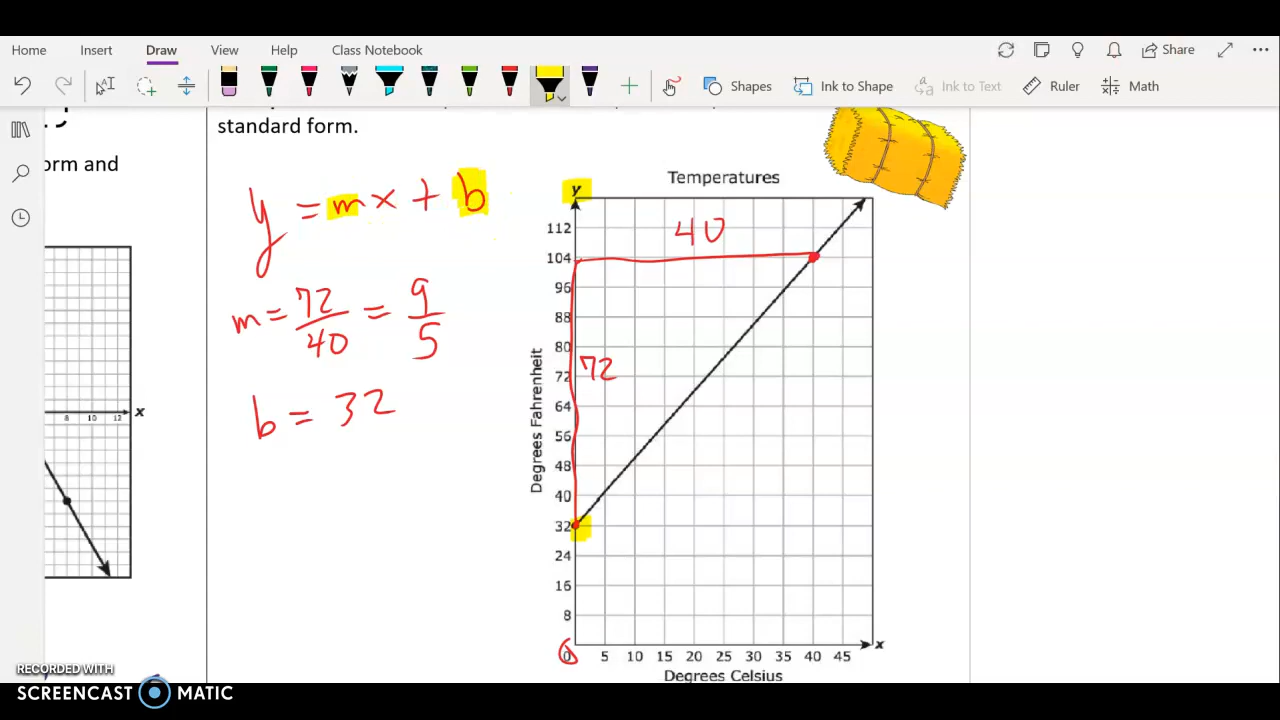 Home Insert Draw View Help Class Notebook Share
Shapes Ink to Shape Ink to Text Ruler Math
standard form.
orm and
y = mx + b
m = 72/40 = 9/5
b = 32
8 10 12 x
Temperatures
y
40
72
Degrees Fahrenheit
112
104
96
88
80
72
64
56
48
40
32
24
16
8
0 5 10 15 20 25 30 35 40 45 x
Degrees Celsius
RECORDED WITH
SCREENCAST MATIC